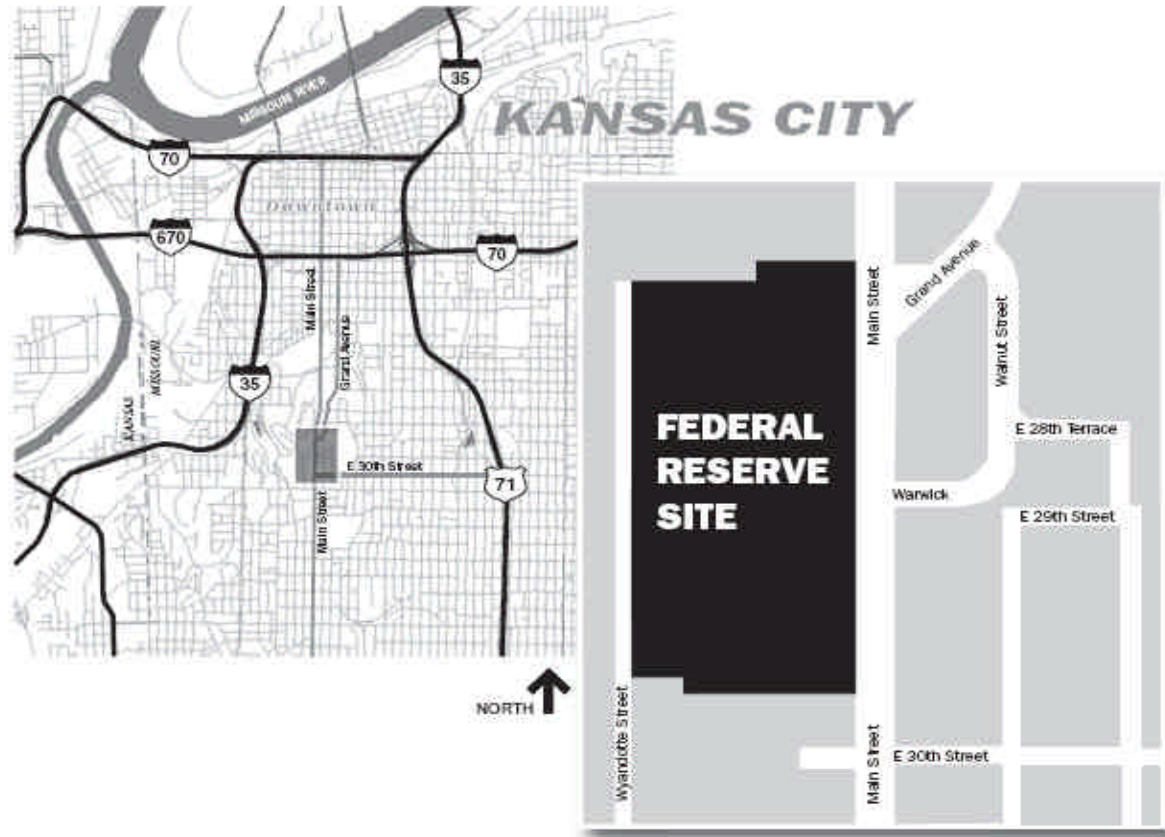 35
MISSOURI RIVER
KANSAS CITY
70
Downtown
670
70
Main Street
Grand Avenue
KANSAS
MISSOURI
35
E 30th Street
71
Main Street
NORTH
Main Street
Grand Avenue
Walnut Street
FEDERAL
RESERVE
SITE
E 28th Terrace
Warwick
E 29th Street
Wyandotte Street
Main Street
E 30th Street